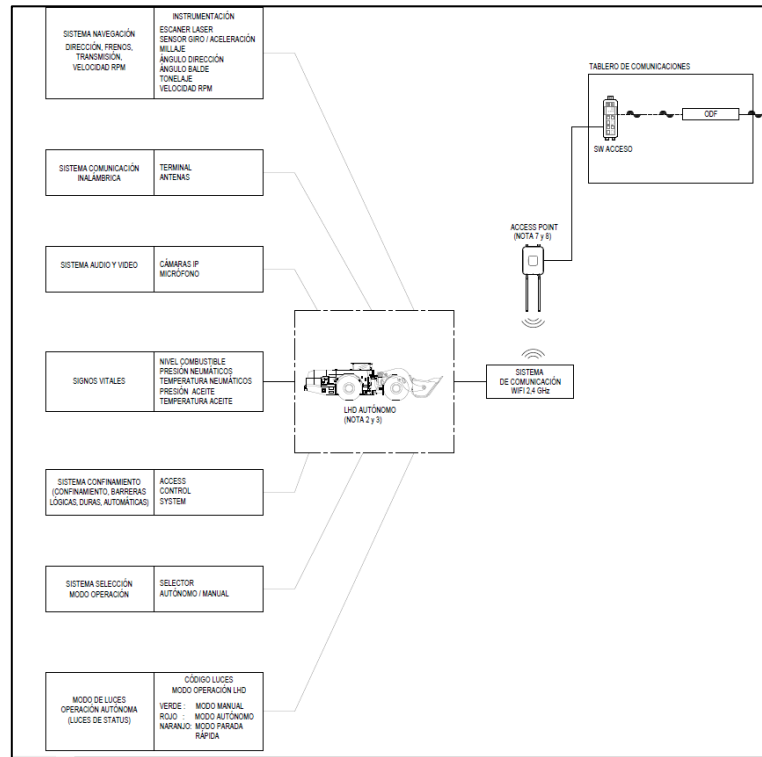 SISTEMA NAVEGACIÓN
DIRECCIÓN, FRENOS,
TRANSMISIÓN,
VELOCIDAD RPM
INSTRUMENTACIÓN
ESCANER LASER
SENSOR GIRO / ACELERACIÓN
MILLAJE
ÁNGULO DIRECCIÓN
ÁNGULO BALDE
TONELAJE
VELOCIDAD RPM
TABLERO DE COMUNICACIONES
ODF
SW ACCESO
SISTEMA COMUNICACIÓN
INALÁMBRICA
TERMINAL
ANTENAS
ACCESS POINT
(NOTA 7 y 8)
SISTEMA AUDIO Y VIDEO
CÁMARAS IP
MICRÓFONO
SIGNOS VITALES
NIVEL COMBUSTIBLE
PRESIÓN NEUMÁTICOS
TEMPERATURA NEUMÁTICOS
PRESIÓN ACEITE
TEMPERATURA ACEITE
LHD AUTÓNOMO
(NOTA 2 y 3)
SISTEMA
DE COMUNICACIÓN
WIFI 2,4 GHz
SISTEMA CONFINAMIENTO
(CONFINAMIENTO, BARRERAS
LÓGICAS, DURAS, AUTOMÁTICAS)
ACCESS
CONTROL
SYSTEM
SISTEMA SELECCIÓN
MODO OPERACIÓN
SELECTOR
AUTÓNOMO / MANUAL
MODO DE LUCES
OPERACIÓN AUTÓNOMA
(LUCES DE STATUS)
CÓDIGO LUCES
MODO OPERACIÓN LHD
VERDE : MODO MANUAL
ROJO : MODO AUTÓNOMO
NARANJO: MODO PARADA
RÁPIDA